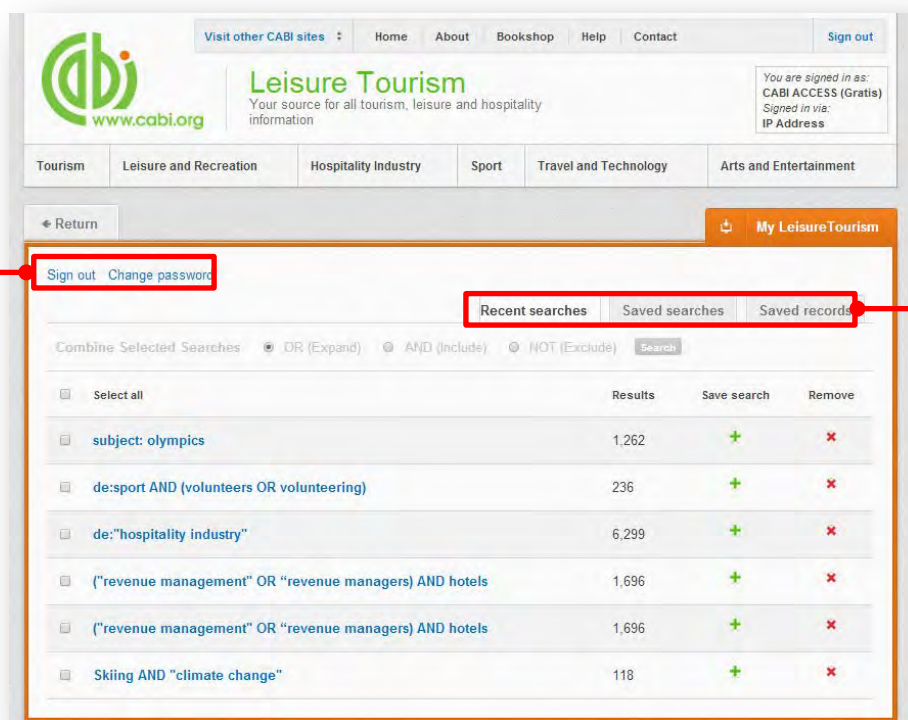 Visit other CABI sites Home About Bookshop Help Contact Sign out
cabi
www.cabi.org
Leisure Tourism
Your source for all tourism, leisure and hospitality
information
You are signed in as:
CABI ACCESS (Gratis)
Signed in via:
IP Address
Tourism Leisure and Recreation Hospitality Industry Sport Travel and Technology Arts and Entertainment
Return
My LeisureTourism
Sign out Change password
Recent searches Saved searches Saved records
Combine Selected Searches OR (Expand) AND (Include) NOT (Exclude) Search
Select all Results Save search Remove
subject: olympics 1,262
de:sport AND (volunteers OR volunteering) 236
de:"hospitality industry" 6,299
("revenue management" OR “revenue managers) AND hotels 1,696
("revenue management" OR “revenue managers) AND hotels 1,696
Skiing AND "climate change" 118